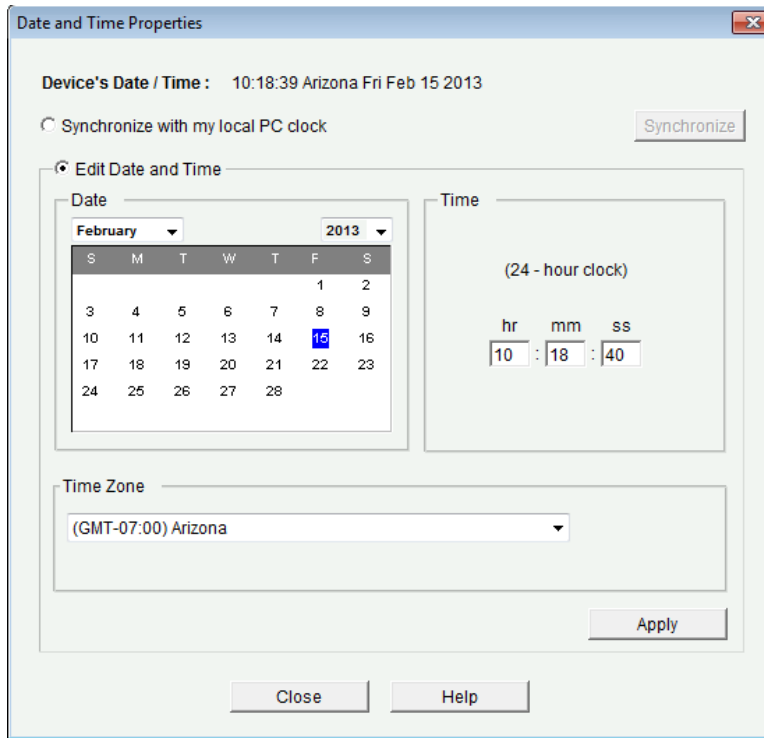 Date and Time Properties
Device's Date / Time : 10:18:39 Arizona Fri Feb 15 2013
Synchronize with my local PC clock
Synchronize
Edit Date and Time
Date
February 2013
S M T W T F S
1 2
3 4 5 6 7 8 9
10 11 12 13 14 15 16
17 18 19 20 21 22 23
24 25 26 27 28
Time
(24 - hour clock)
hr mm ss
10 : 18 : 40
Time Zone
(GMT-07:00) Arizona
Apply
Close Help